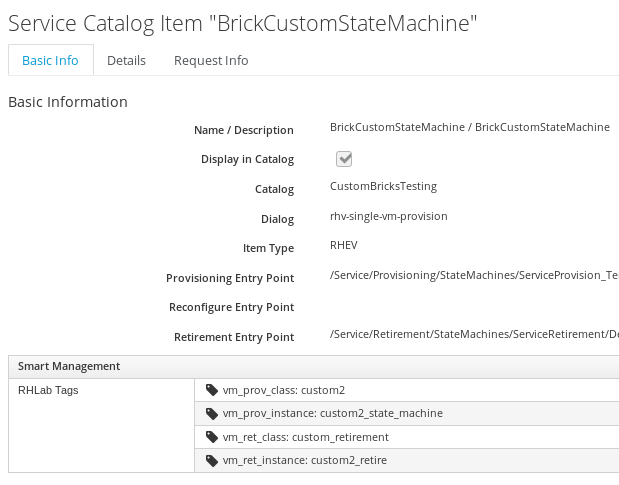 Service Catalog Item "BrickCustomStateMachine"
Basic Info Details Request Info
Basic Information
Name / Description BrickCustomStateMachine / BrickCustomStateMachine
Display in Catalog
Catalog CustomBricksTesting
Dialog rhv-single-vm-provision
Item Type RHEV
Provisioning Entry Point /Service/Provisioning/StateMachines/ServiceProvision_Te
Reconfigure Entry Point
Retirement Entry Point /Service/Retirement/StateMachines/ServiceRetirement/De
Smart Management
RHLab Tags vm_prov_class: custom2
vm_prov_instance: custom2_state_machine
vm_ret_class: custom_retirement
vm_ret_instance: custom2_retire